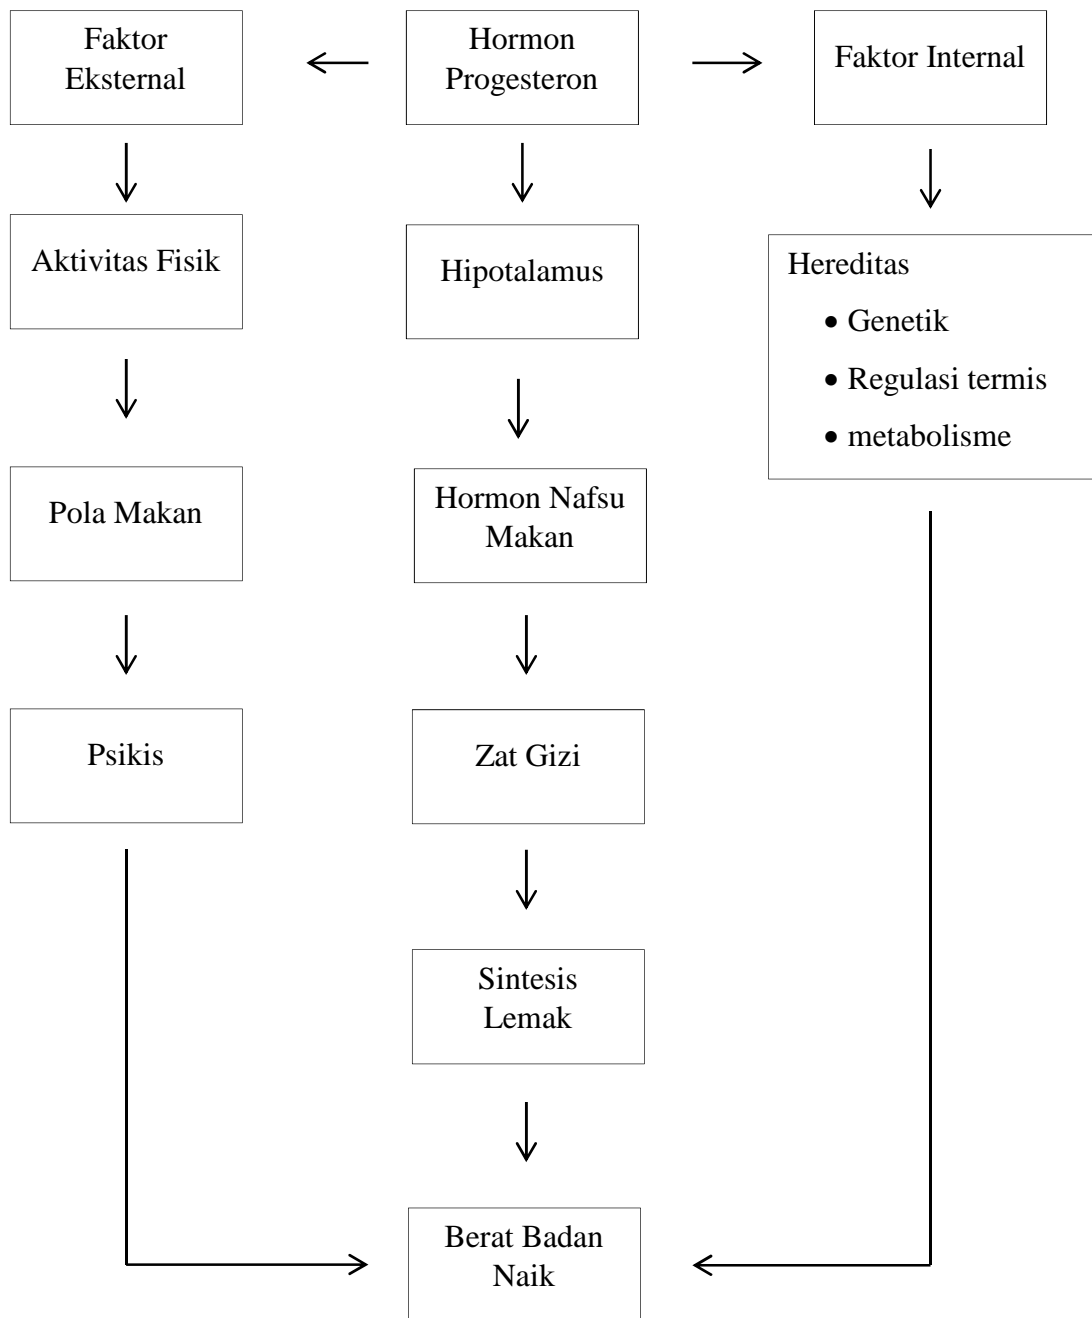 Faktor
Eksternal
Hormon
Progesteron
Faktor Internal
Aktivitas Fisik
Hipotalamus
Hereditas
• Genetik
• Regulasi termis
• metabolisme
Pola Makan
Hormon Nafsu
Makan
Psikis
Zat Gizi
Sintesis
Lemak
Berat Badan
Naik